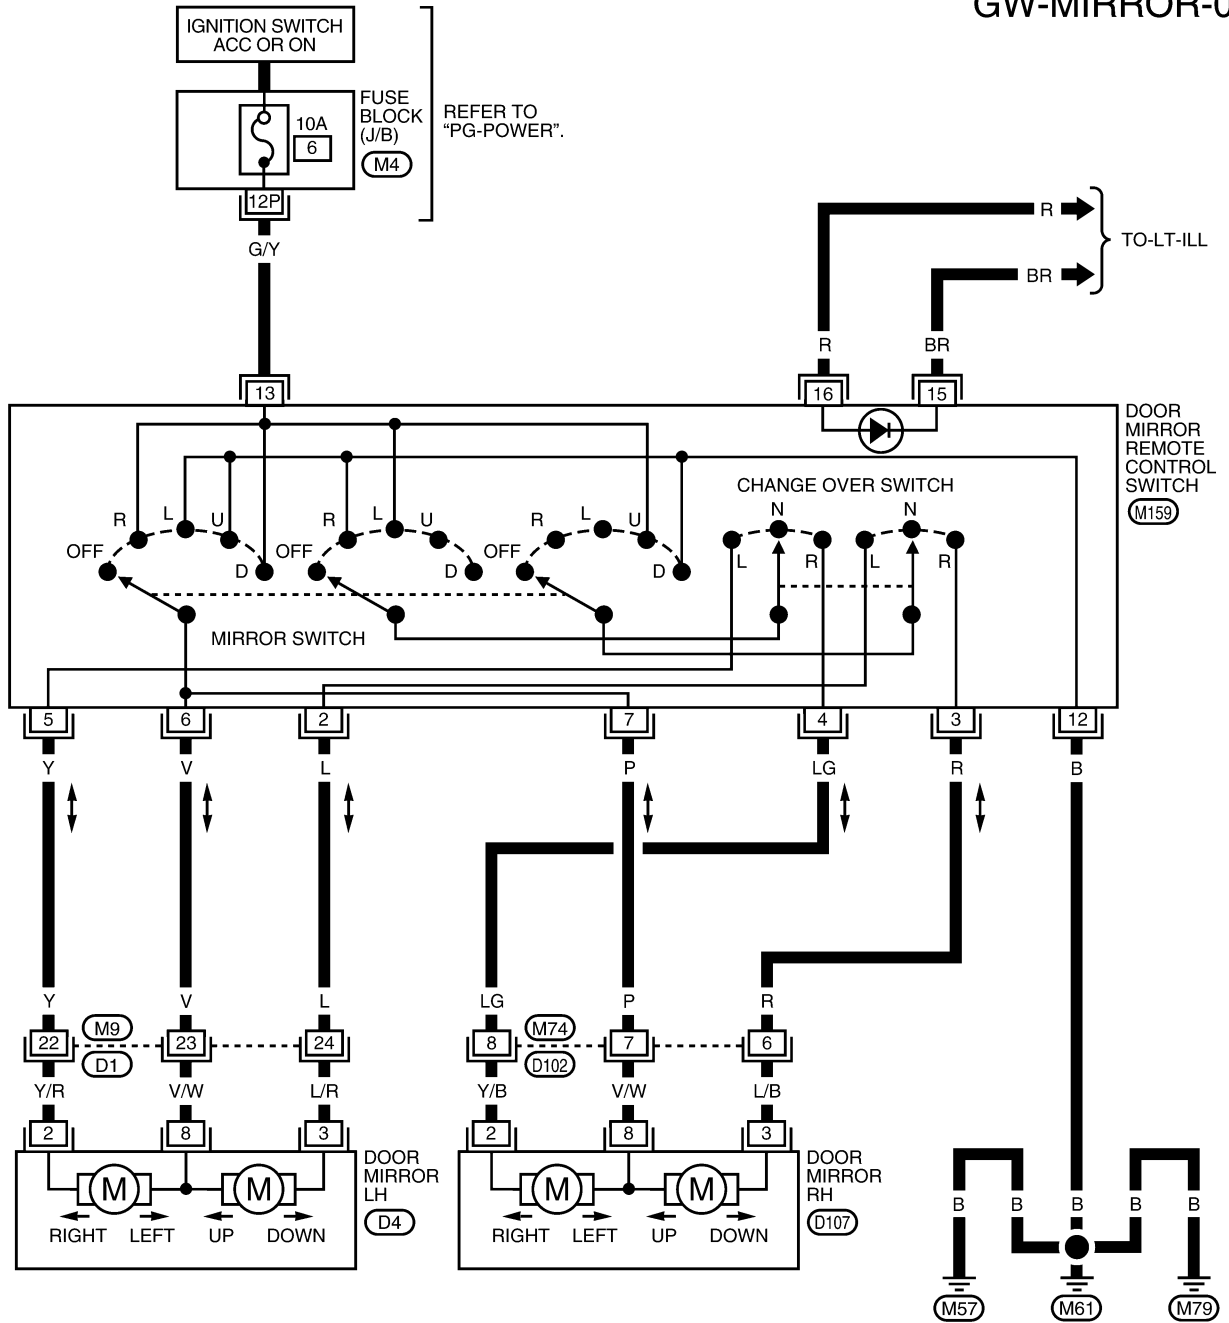 GW-MIRROR-0
IGNITION SWITCH
ACC OR ON
FUSE
BLOCK
(J/B)
M4
10A
6
REFER TO
“PG-POWER”.
12P
G/Y
R
TO-LT-ILL
BR
R
BR
13
16
15
DOOR
MIRROR
REMOTE
CONTROL
SWITCH
M159
CHANGE OVER SWITCH
R
L
U
OFF
D
R
L
U
OFF
D
R
L
U
OFF
D
N
L
R
N
L
R
MIRROR SWITCH
5
6
2
7
4
3
12
Y
V
L
P
LG
R
B
Y
V
L
LG
P
R
22
M9
D1
23
24
8
M74
D102
7
6
Y/R
V/W
L/R
Y/B
V/W
L/B
2
8
3
2
8
3
DOOR
MIRROR
LH
D4
M
M
RIGHT
LEFT
UP
DOWN
DOOR
MIRROR
RH
D107
M
M
RIGHT
LEFT
UP
DOWN
B
B
B
B
B
M57
M61
M79